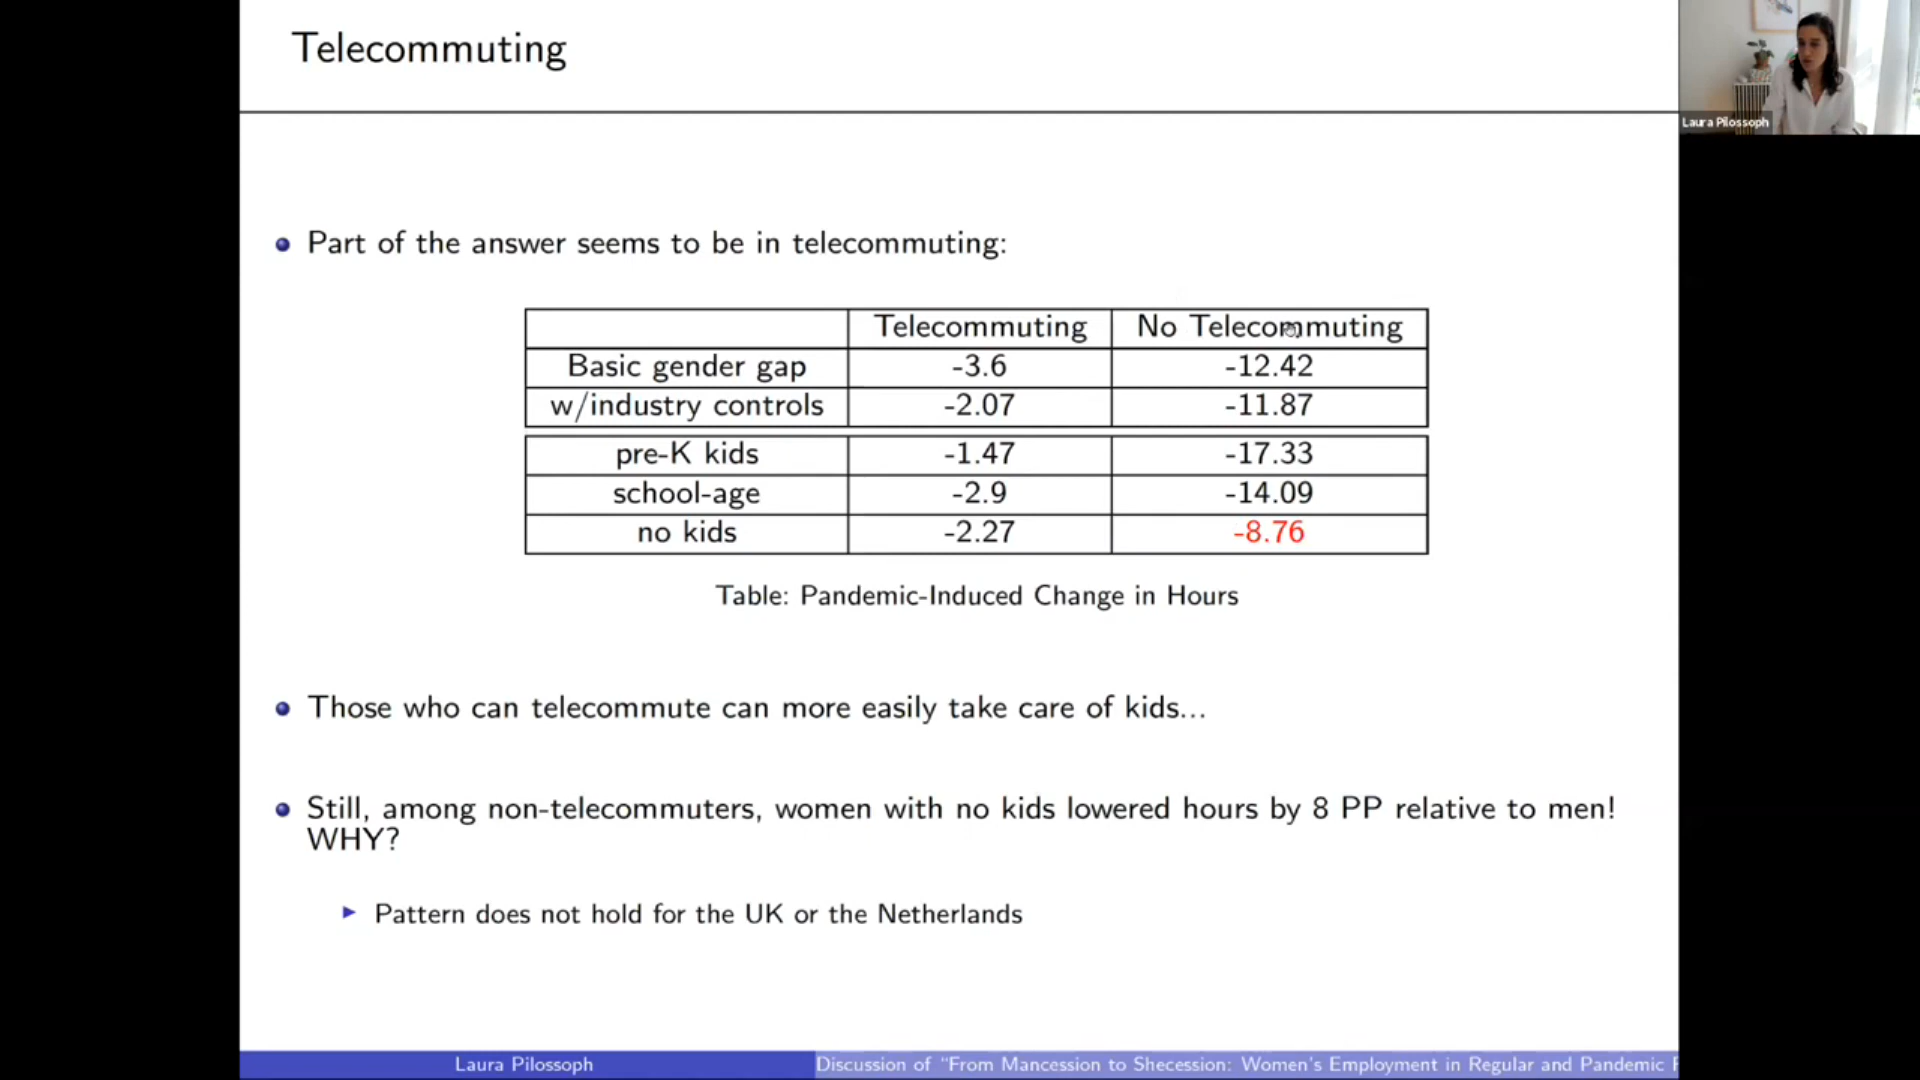 Telecommuting
Laura Pilossoph
Part of the answer seems to be in telecommuting:
Telecommuting No Telecommuting
Basic gender gap -3.6 -12.42
w/industry controls -2.07 -11.87
pre-K kids -1.47 -17.33
school-age -2.9 -14.09
no kids -2.27 -8.76
Table: Pandemic-Induced Change in Hours
Those who can telecommute can more easily take care of kids...
Still, among non-telecommuters, women with no kids lowered hours by 8 PP relative to men!
WHY?
Pattern does not hold for the UK or the Netherlands
Laura Pilossoph Discussion of “From Mancession to Shecession: Women's Employment in Regular and Pandemic